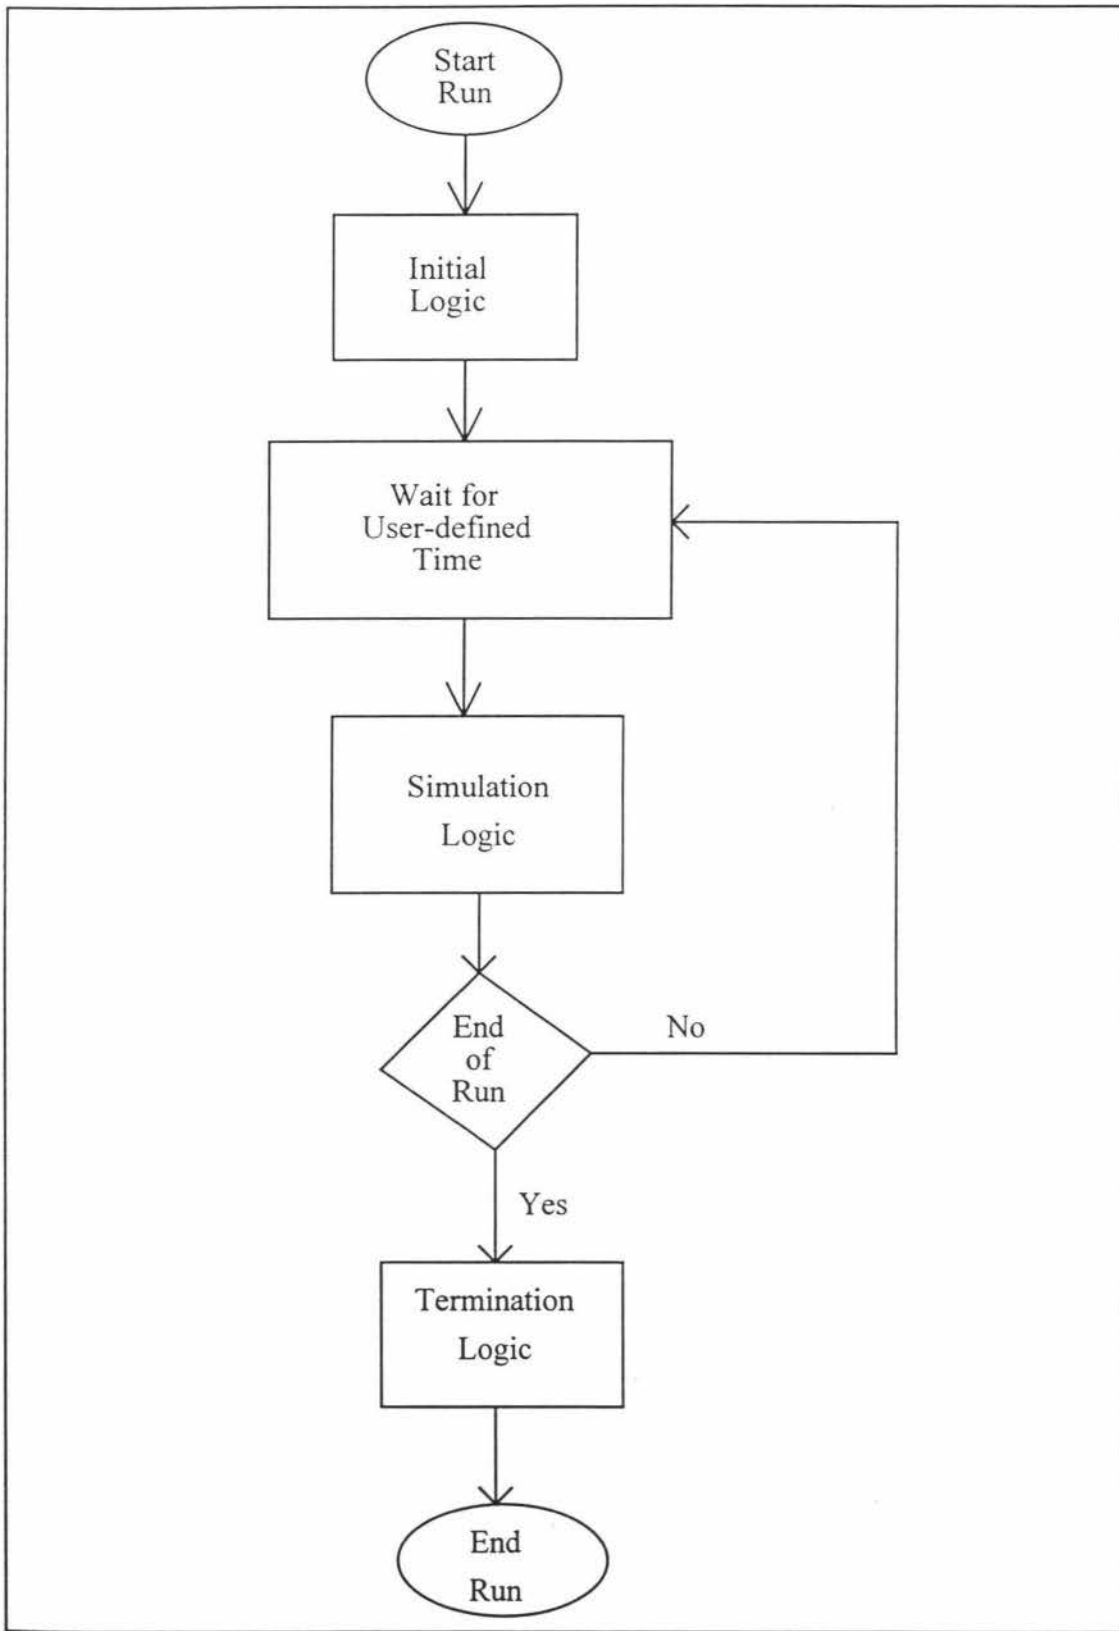 Start
Run
Initial
Logic
Wait for
User-defined
Time
Simulation
Logic
End
of
Run
No
Yes
Termination
Logic
End
Run